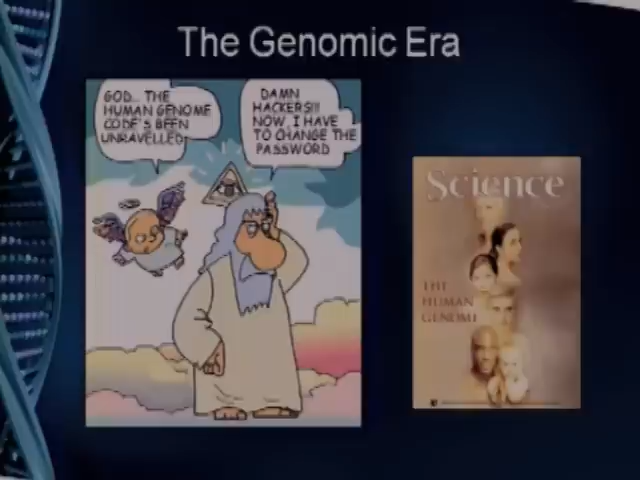 The Genomic Era
GOD... THE
HUMAN GENOME
CODE'S BEEN
UNRAVELLED
DAMN
HACKERS!!!
NOW, I HAVE
TO CHANGE THE
PASSWORD
Science
THE
HUMAN
GENOME